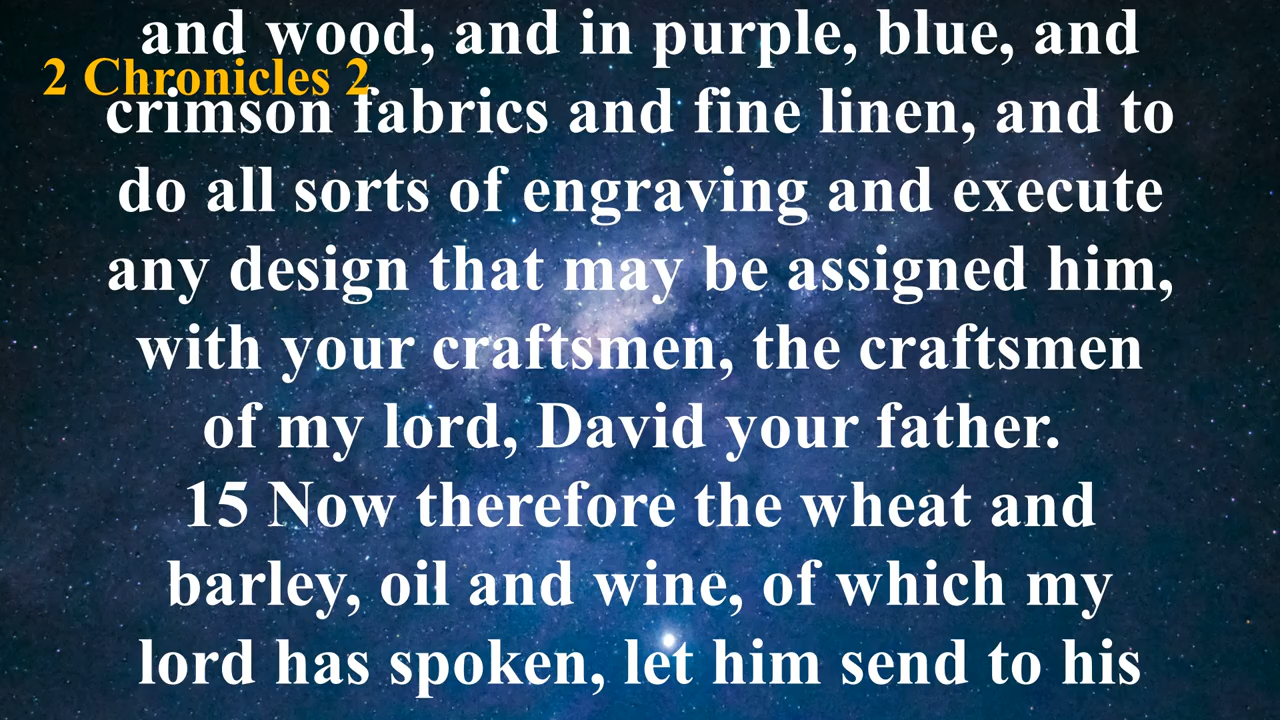 and wood, and in purple, blue, and
2 Chronicles 2
crimson fabrics and fine linen, and to
do all sorts of engraving and execute
any design that may be assigned him,
with your craftsmen, the craftsmen
of my lord, David your father.
15 Now therefore the wheat and
barley, oil and wine, of which my
lord has spoken, let him send to his